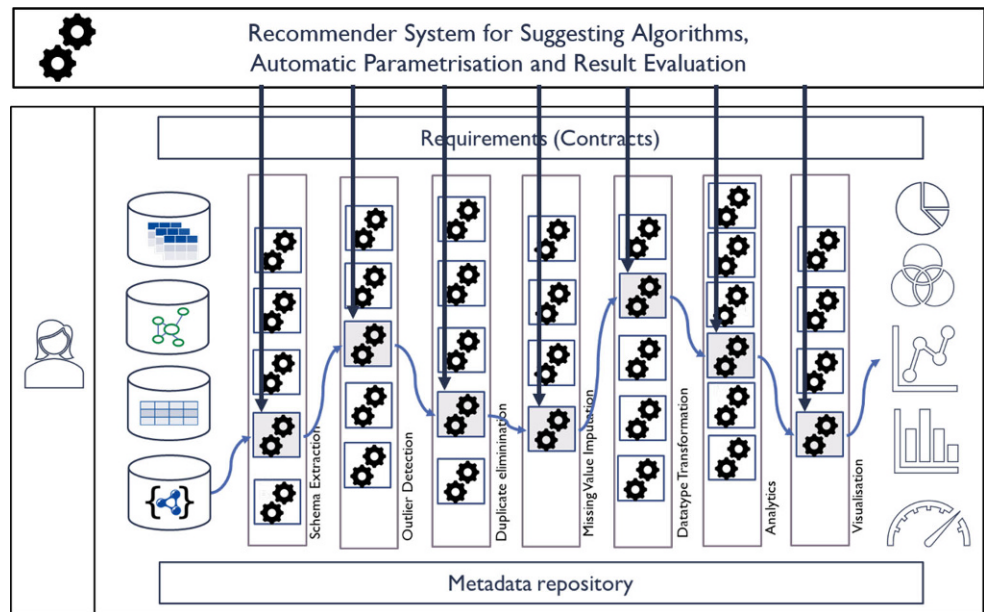 Recommender System for Suggesting Algorithms,
Automatic Parametrisation and Result Evaluation
Requirements (Contracts)
Schema Extraction
Outlier Detection
Duplicate eliminination
Missing Value Imputation
Datatype Transformation
Analytics
Visualisation
{ }
Metadata repository